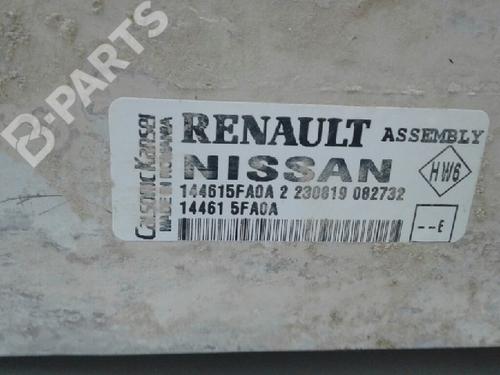 B-PARTS
Calsonic Kansei
MADE IN ROMANIA
RENAULT ASSEMBLY
NISSAN
HW6
144615FA0A 2 230819 082732
14461 5FA0A
--E